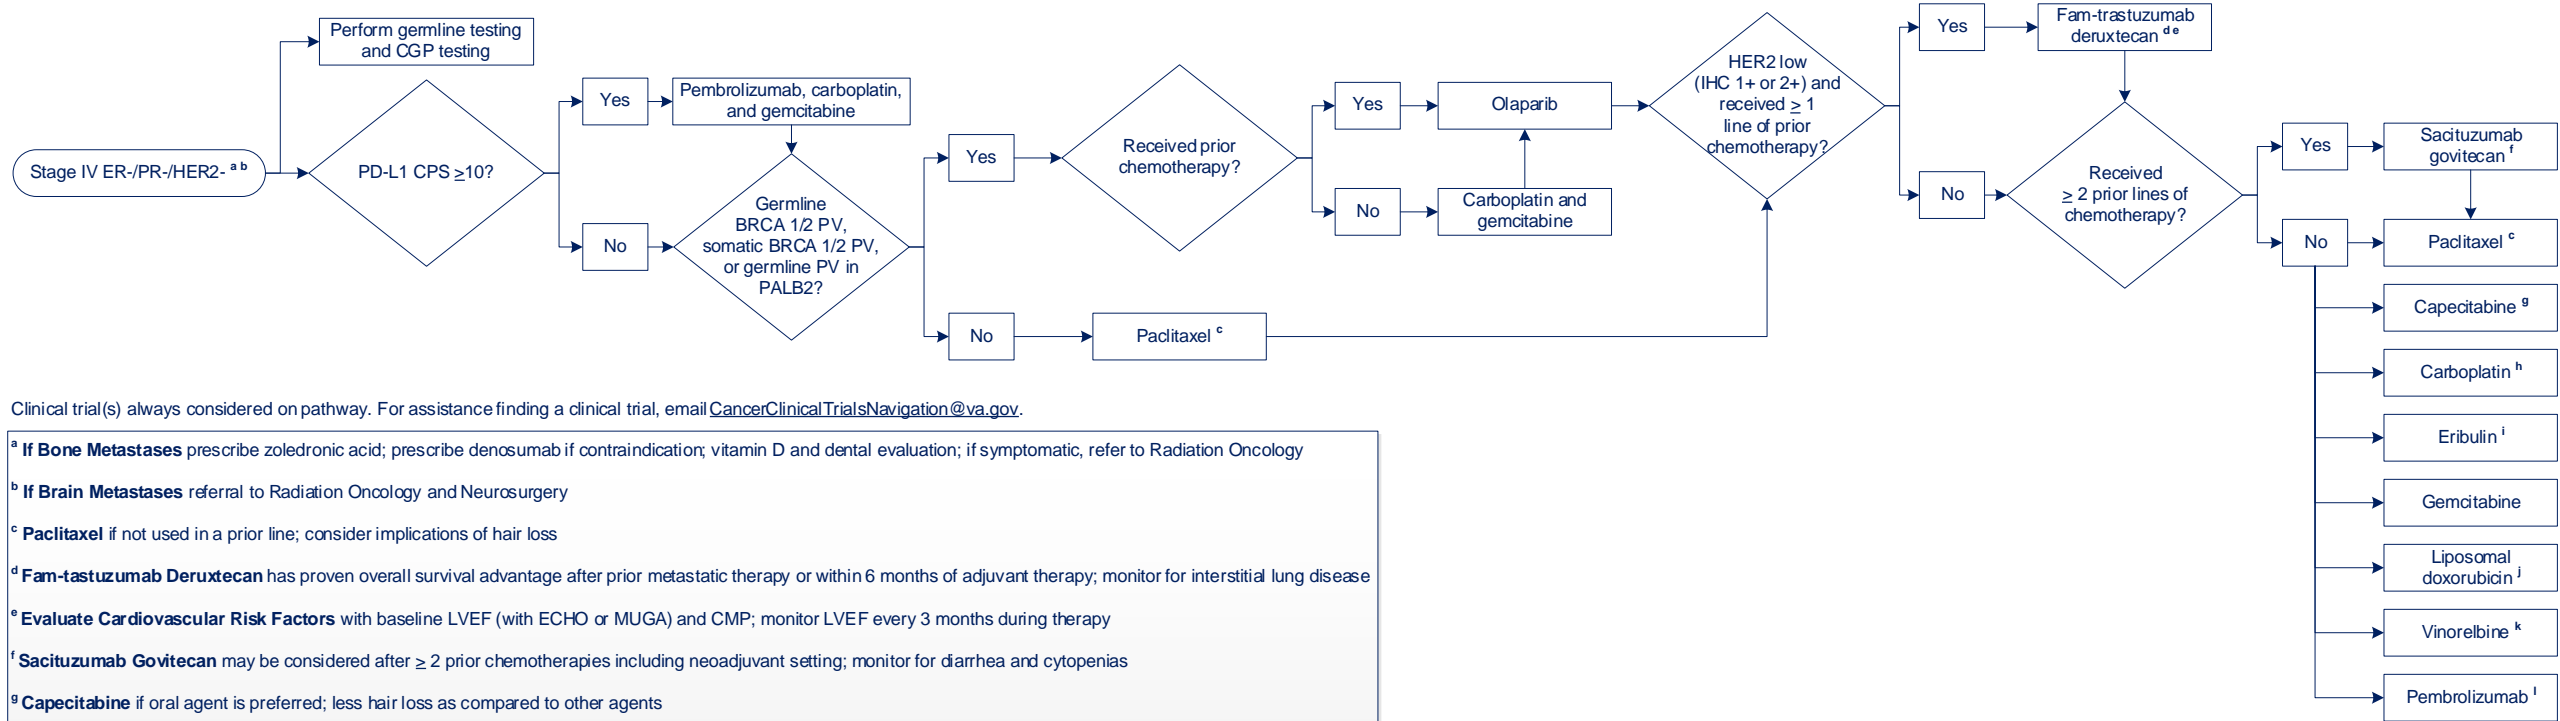 Perform germline testing
and CGP testing
Stage IV ER-/PR-/HER2- a b
PD-L1 CPS ≥10?
Yes
Pembrolizumab, carboplatin,
and gemcitabine
No
Germline
BRCA 1/2 PV,
somatic BRCA 1/2 PV,
or germline PV in
PALB2?
Yes
Received prior
chemotherapy?
Yes
Olaparib
No
Carboplatin and
gemcitabine
No
Paclitaxel c
HER2 low
(IHC 1+ or 2+) and
received ≥ 1
line of prior
chemotherapy?
Yes
Fam-trastuzumab
deruxtecan d e
No
Received
≥ 2 prior lines of
chemotherapy?
Yes
Sacituzumab
govitecan f
No
Paclitaxel c
Capecitabine g
Carboplatin h
Eribulin i
Gemcitabine
Liposomal
doxorubicin j
Vinorelbine k
Pembrolizumab l
Clinical trial(s) always considered on pathway. For assistance finding a clinical trial, email CancerClinicalTrialsNavigation@va.gov.
a If Bone Metastases prescribe zoledronic acid; prescribe denosumab if contraindication; vitamin D and dental evaluation; if symptomatic, refer to Radiation Oncology
b If Brain Metastases referral to Radiation Oncology and Neurosurgery
c Paclitaxel if not used in a prior line; consider implications of hair loss
d Fam-tastuzumab Deruxtecan has proven overall survival advantage after prior metastatic therapy or within 6 months of adjuvant therapy; monitor for interstitial lung disease
e Evaluate Cardiovascular Risk Factors with baseline LVEF (with ECHO or MUGA) and CMP; monitor LVEF every 3 months during therapy
f Sacituzumab Govitecan may be considered after ≥ 2 prior chemotherapies including neoadjuvant setting; monitor for diarrhea and cytopenias
g Capecitabine if oral agent is preferred; less hair loss as compared to other agents